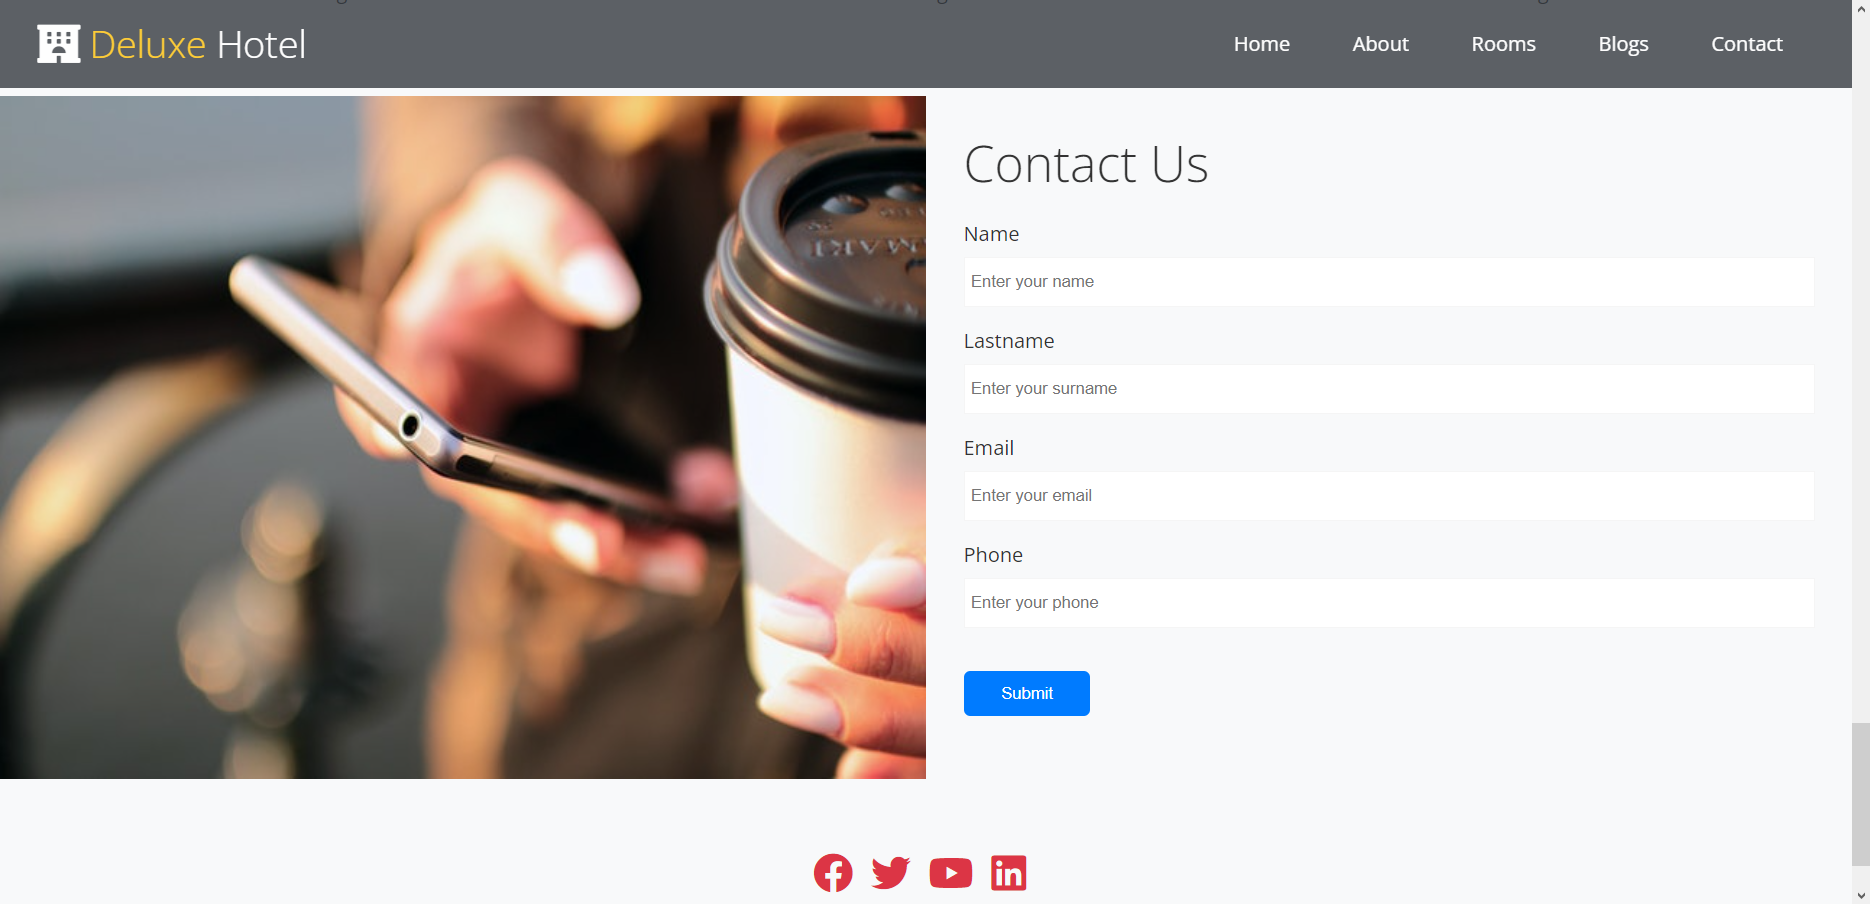 Deluxe Hotel
Home About Rooms Blogs Contact
Contact Us
Name
Enter your name
Lastname
Enter your surname
Email
Enter your email
Phone
Enter your phone
Submit